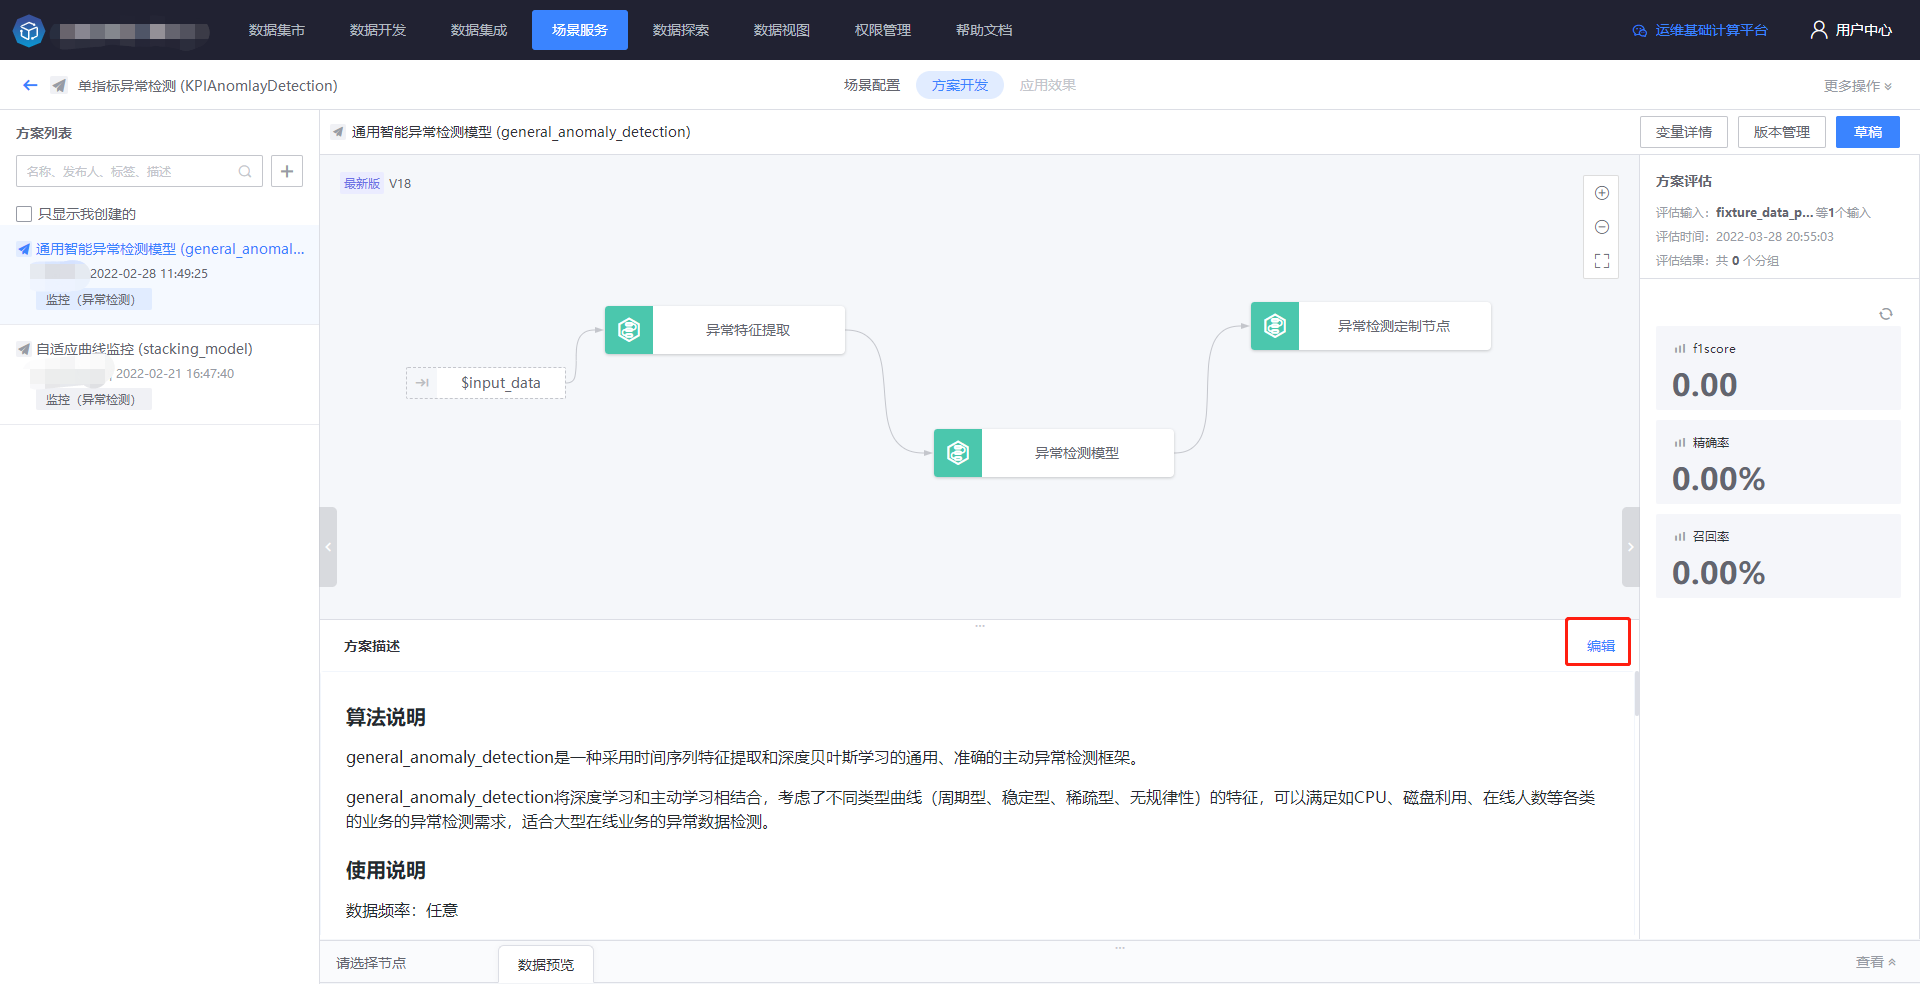 数据集市 数据开发 数据集成 场景服务 数据探索 数据视图 权限管理 帮助文档 运维基础计算平台 用户中心
单指标异常检测 (KPIAnomlayDetection) 场景配置 方案开发 应用效果 更多操作
方案列表
名称、发布人、标签、描述
只显示我创建的
通用智能异常检测模型 (general_anomal...
2022-02-28 11:49:25
监控（异常检测）
自适应曲线监控 (stacking_model)
, 2022-02-21 16:47:40
监控（异常检测）
通用智能异常检测模型 (general_anomaly_detection) 变量详情 版本管理 草稿
最新版 V18
异常特征提取
异常检测定制节点
$input_data
异常检测模型
方案评估
评估输入：fixture_data_p... 等1个输入
评估时间：2022-03-28 20:55:03
评估结果：共 0 个分组
f1score
0.00
精确率
0.00%
召回率
0.00%
方案描述 编辑
算法说明
general_anomaly_detection是一种采用时间序列特征提取和深度贝叶斯学习的通用、准确的主动异常检测框架。
general_anomaly_detection将深度学习和主动学习相结合，考虑了不同类型曲线（周期型、稳定型、稀疏型、无规律性）的特征，可以满足如CPU、磁盘利用、在线人数等各类
的业务的异常检测需求，适合大型在线业务的异常数据检测。
使用说明
数据频率：任意
请选择节点 数据预览 查看